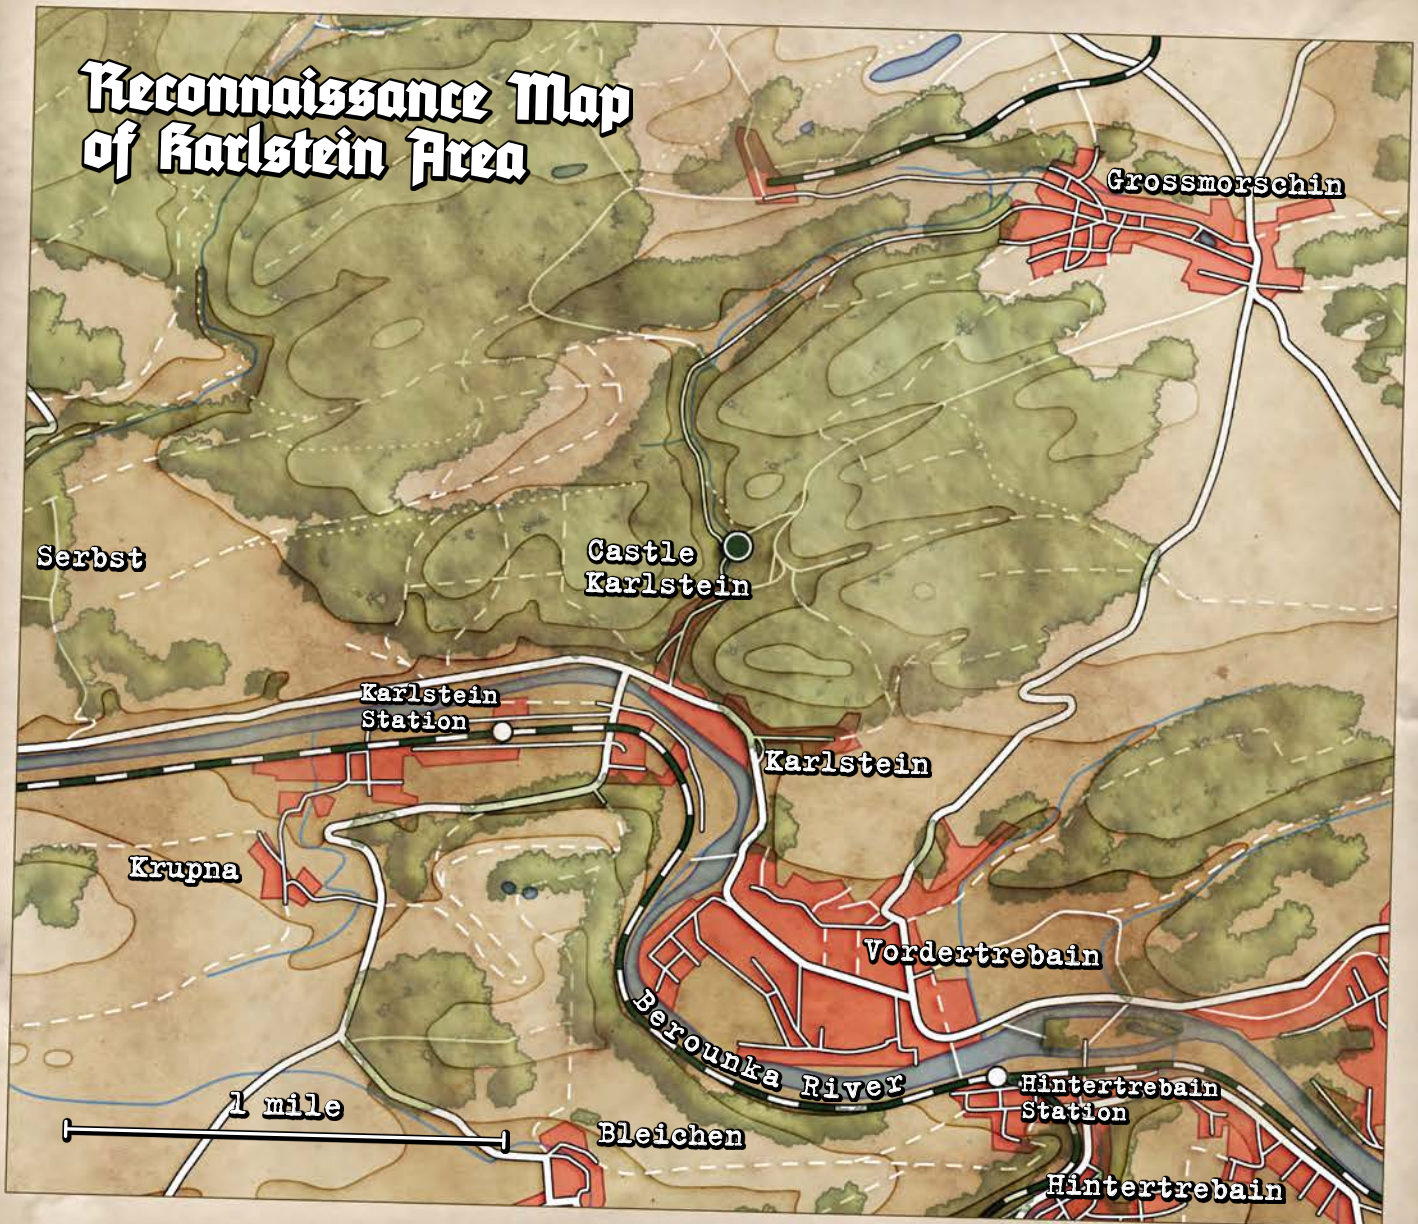 Reconnaissance Map
of Karlstein Area
Grossmorschin
Serbst
Castle
Karlstein
Karlstein
Station
Karlstein
Krupna
Vordertrebain
Berounka River
Hintertrebain
Station
1 mile
Bleichen
Hintertrebain